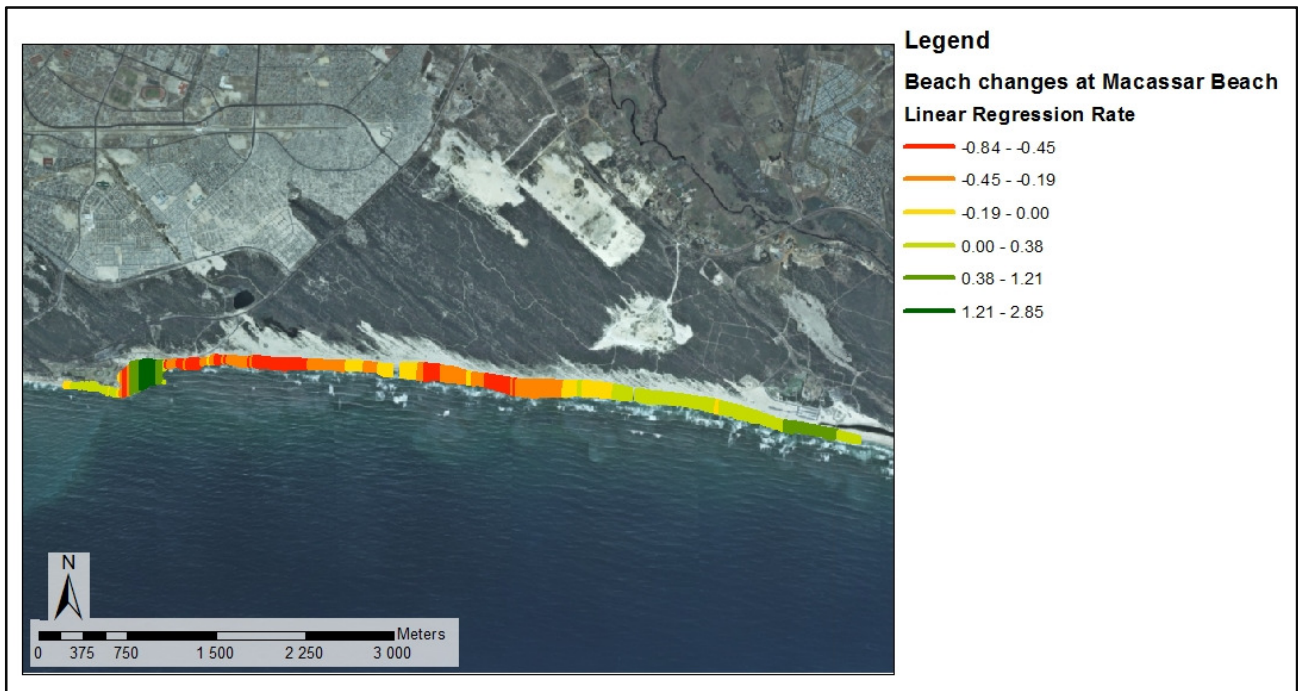 Legend
Beach changes at Macassar Beach
Linear Regression Rate
-0.84 - -0.45
-0.45 - -0.19
-0.19 - 0.00
0.00 - 0.38
0.38 - 1.21
1.21 - 2.85
N
Meters
0 375 750 1 500 2 250 3 000